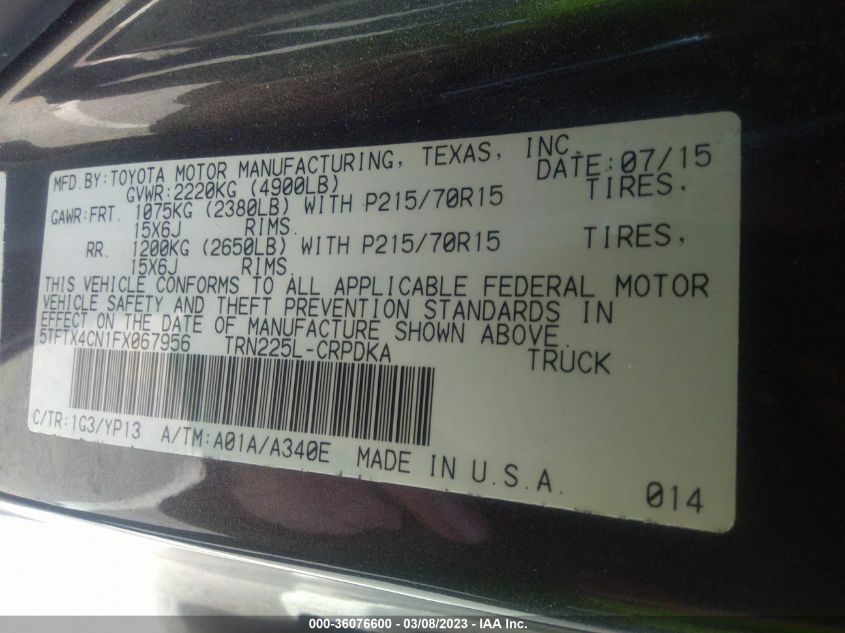 MFD.BY:TOYOTA MOTOR MANUFACTURING, TEXAS, INC. DATE:07/15
GVWR:2220KG (4900LB)
GAWR:FRT. 1075KG (2380LB) WITH P215/70R15 TIRES,
15X6J RIMS.
RR. 1200KG (2650LB) WITH P215/70R15 TIRES,
15X6J RIMS.
THIS VEHICLE CONFORMS TO ALL APPLICABLE FEDERAL MOTOR
VEHICLE SAFETY AND THEFT PREVENTION STANDARDS IN
EFFECT ON THE DATE OF MANUFACTURE SHOWN ABOVE.
5TFTX4CN1FX067956 TRN225L-CRPDKA TRUCK
C/TR:1G3/YP13 A/TM:A01A/A340E MADE IN U.S.A.
014
000-36076600 - 03/08/2023 - IAA Inc.